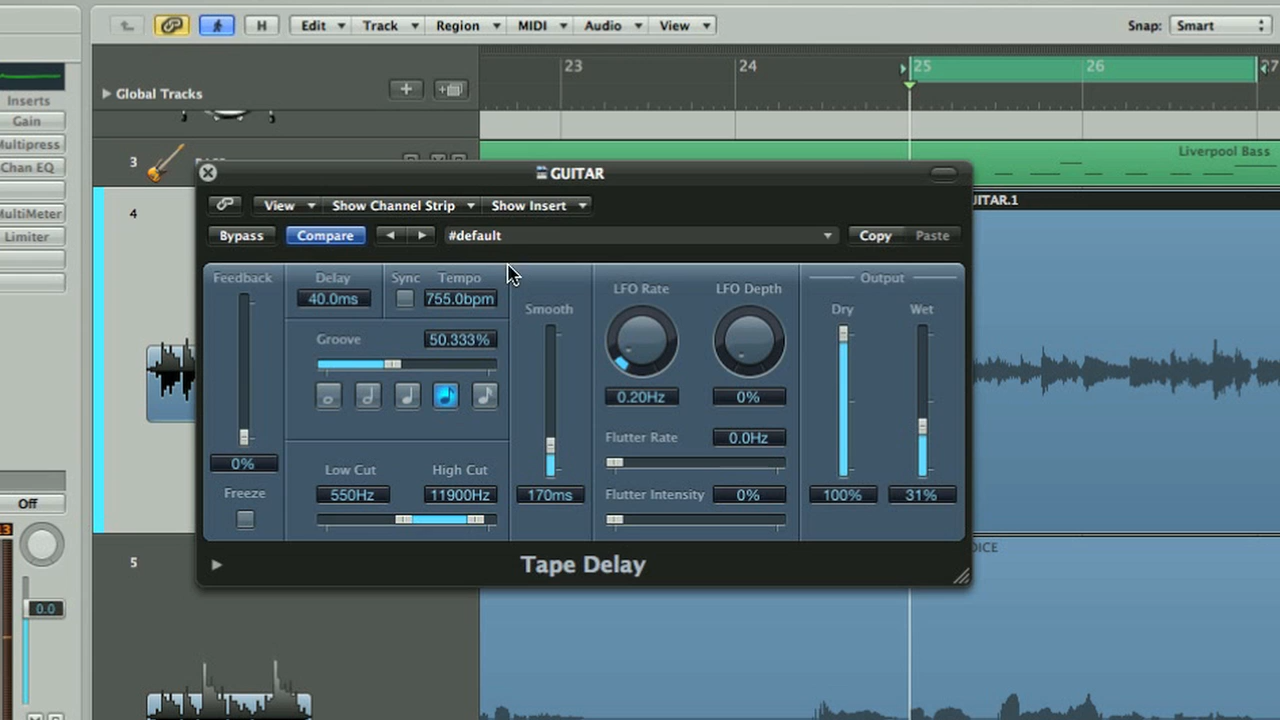 H Edit Track Region MIDI Audio View Snap: Smart
23 24 25 26 27
Global Tracks
Inserts
Gain
Multipress
Chan EQ
MultiMeter
Limiter
Off
0.0
3
Liverpool Bass
4
UITAR.1
5
OICE
GUITAR
View Show Channel Strip Show Insert
Bypass Compare #default Copy Paste
Feedback Delay Sync Tempo LFO Rate LFO Depth Output
40.0ms 755.0bpm
Smooth Dry Wet
Groove 50.333%
0.20Hz 0%
Flutter Rate 0.0Hz
0% Low Cut High Cut
Freeze 550Hz 11900Hz 170ms Flutter Intensity 0% 100% 31%
Tape Delay